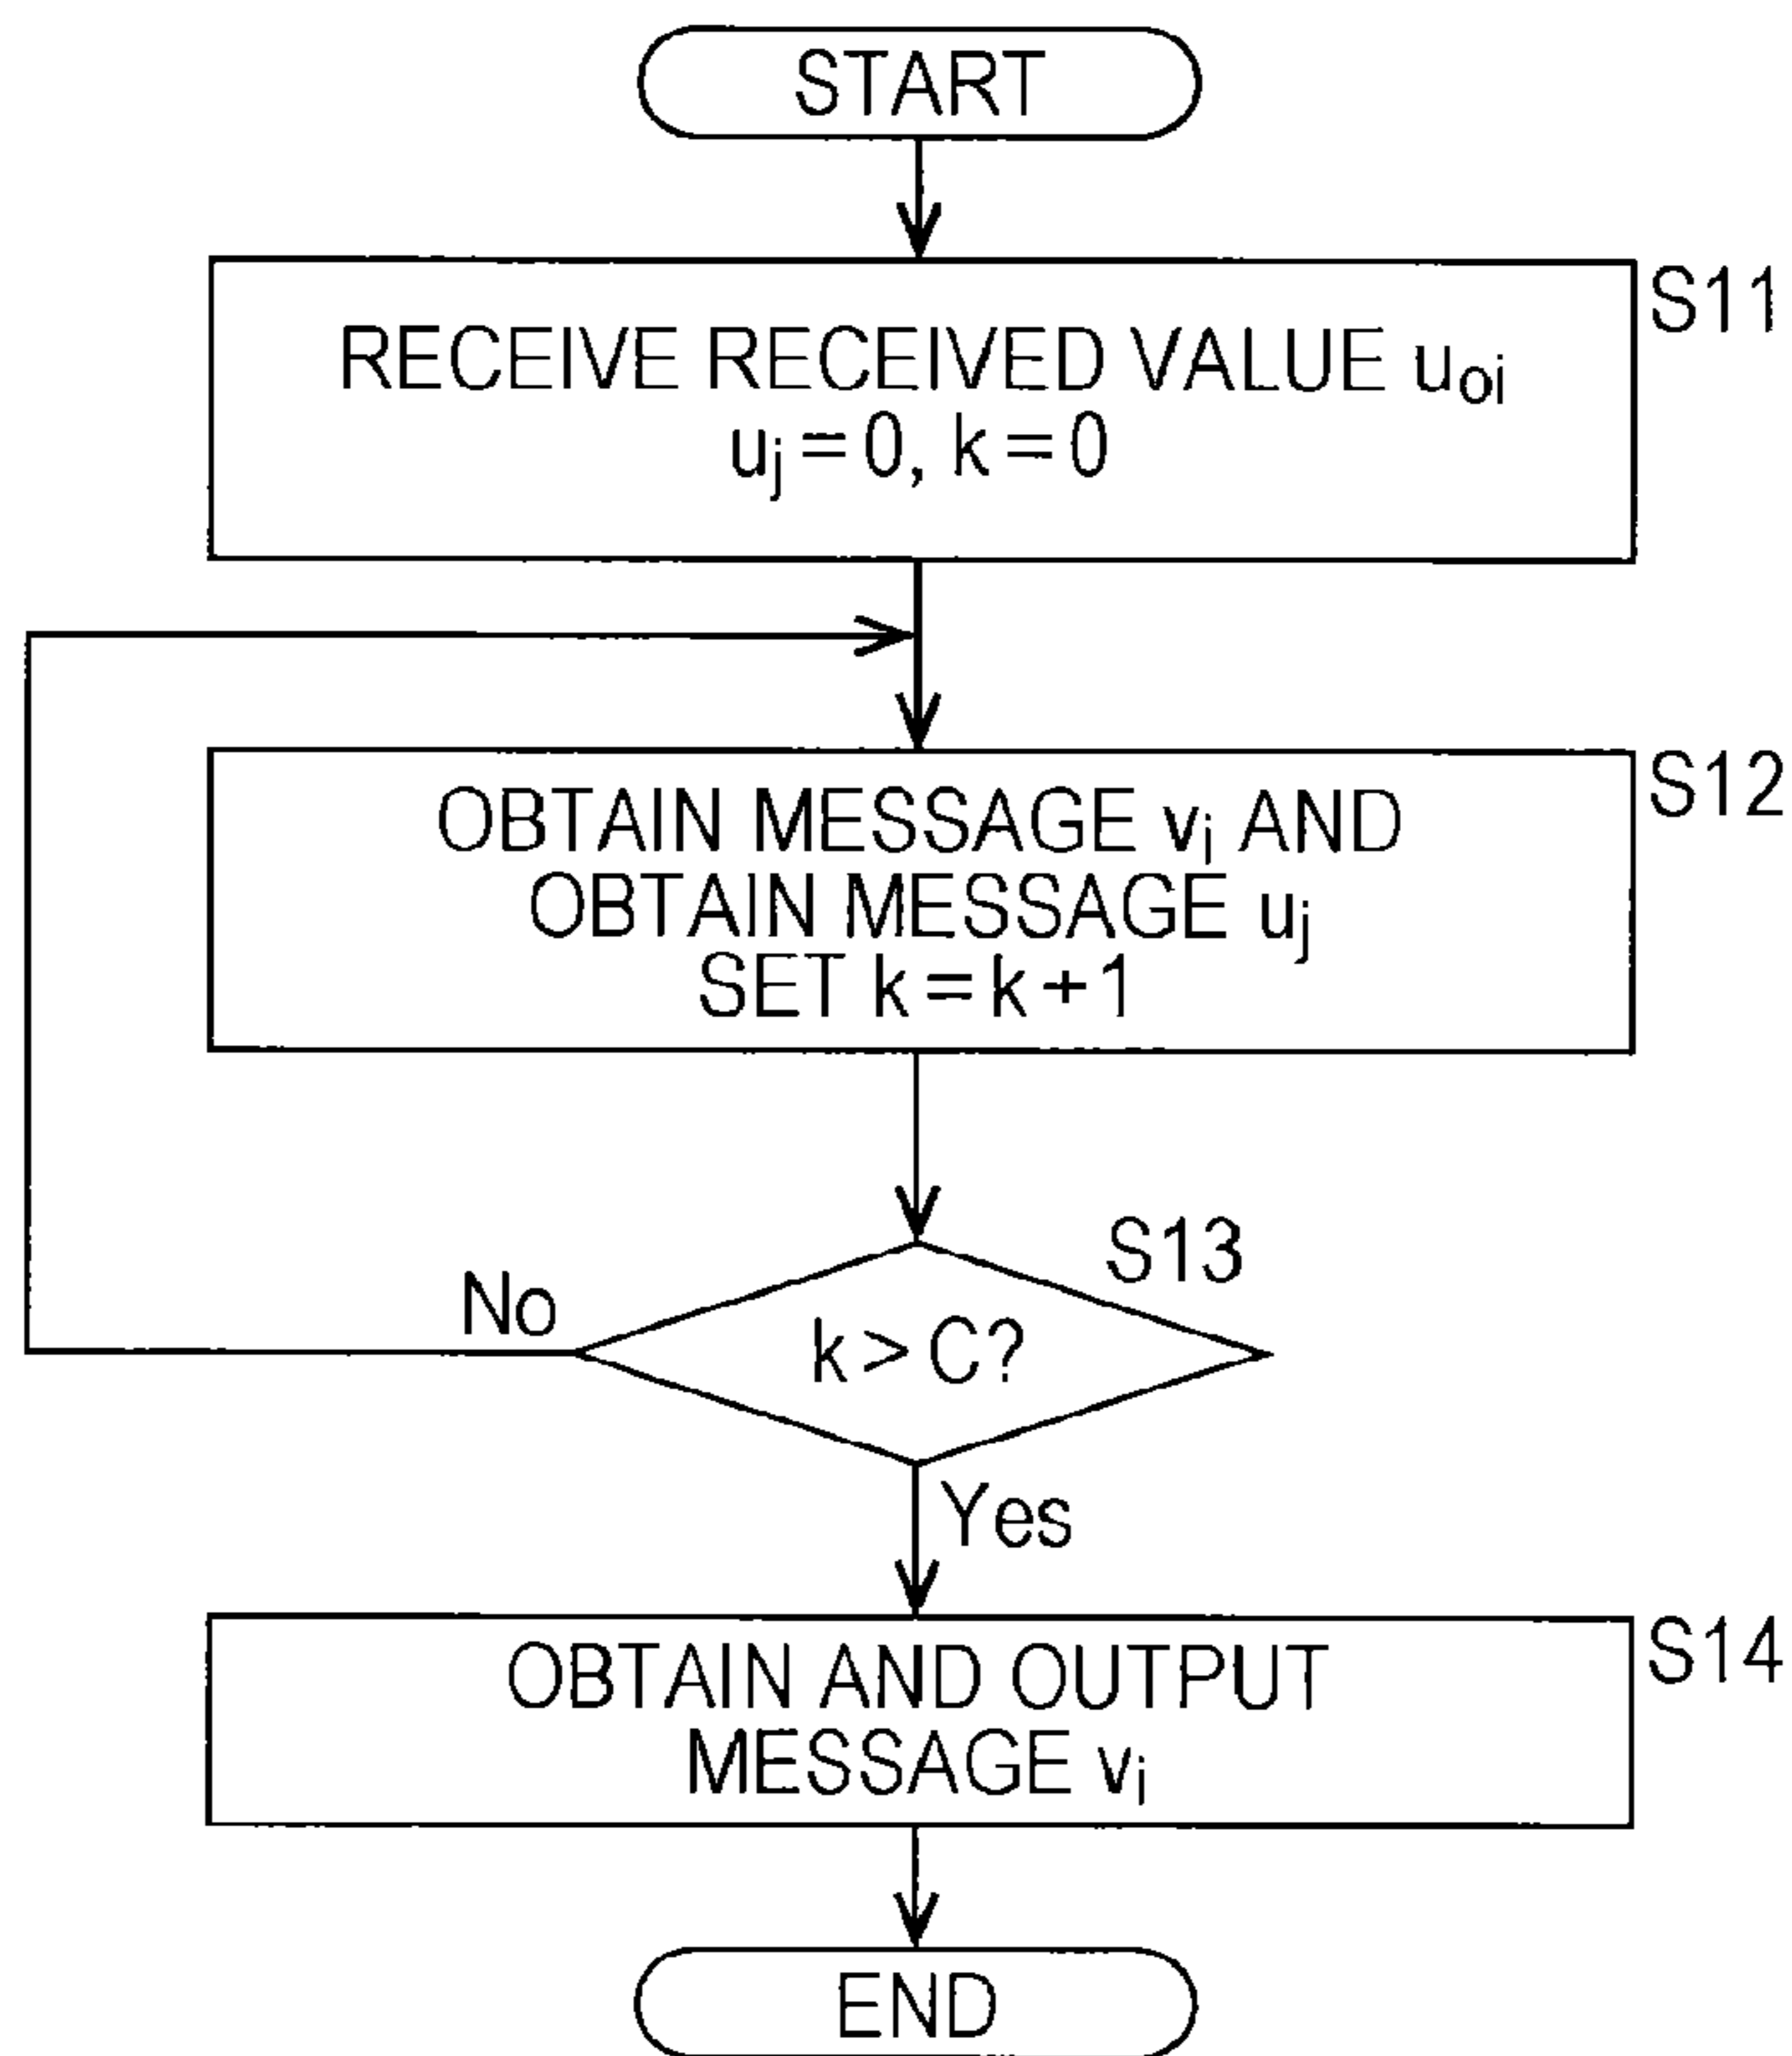 START
S11
RECEIVE RECEIVED VALUE uoi
uj=0, k=0
S12
OBTAIN MESSAGE vi AND
OBTAIN MESSAGE uj
SET k=k+1
S13
No
k>C?
Yes
S14
OBTAIN AND OUTPUT
MESSAGE vi
END